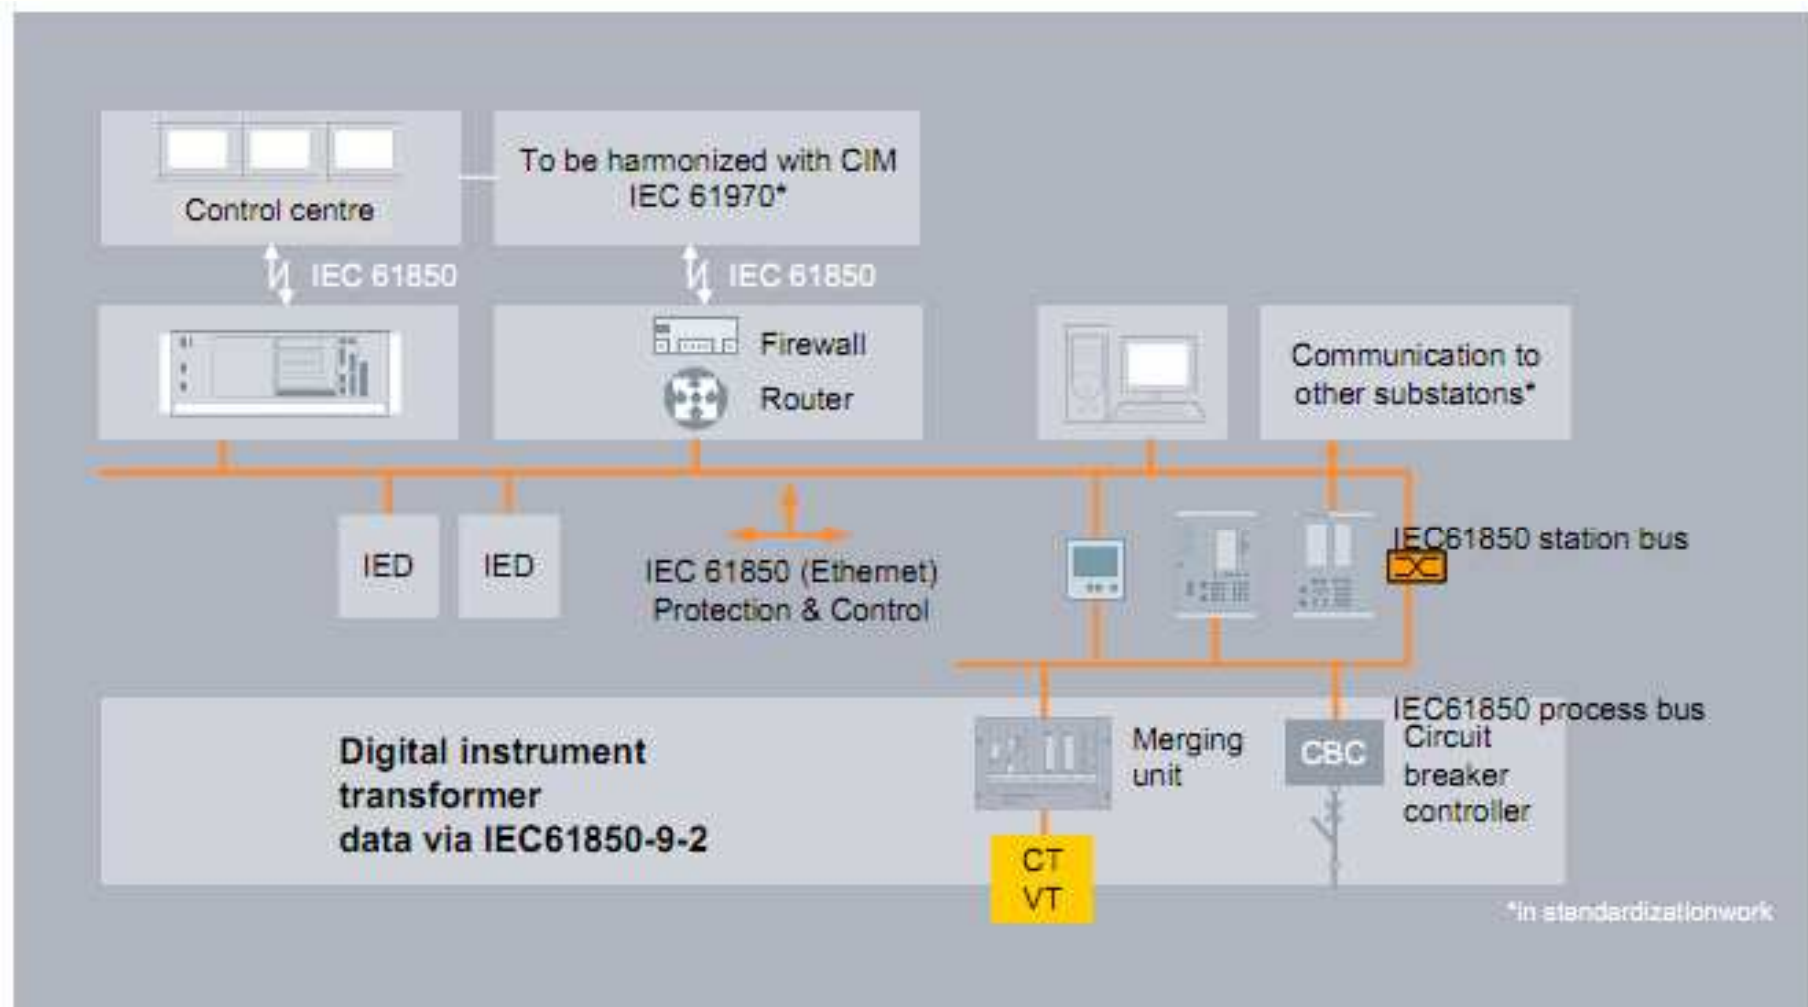 Control centre
To be harmonized with CIM
IEC 61970*
IEC 61850
IEC 61850
Firewall
Router
Communication to
other substatons*
IED
IED
IEC 61850 (Ethernet)
Protection & Control
IEC61850 station bus
IEC61850 process bus
Digital instrument
transformer
data via IEC61850-9-2
Merging
unit
CBC
Circuit
breaker
controller
CT
VT
*in standardizationwork